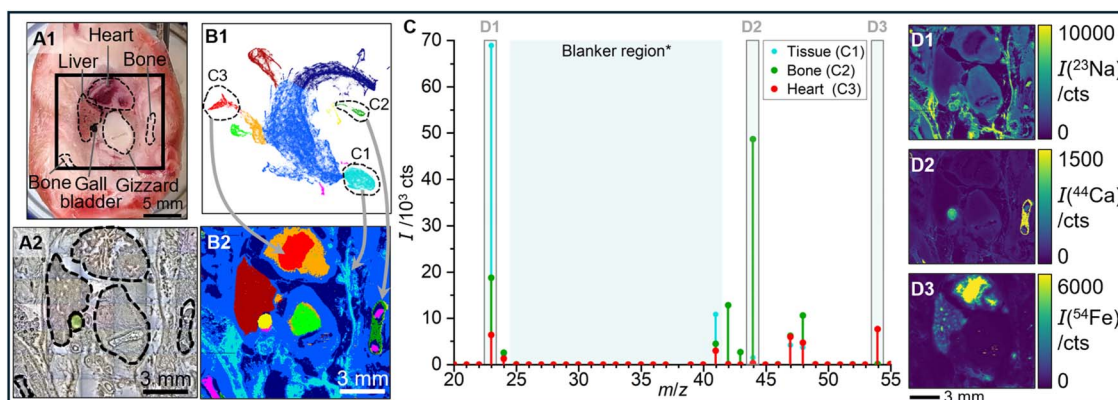 A1
Heart
Liver
Bone
Bone
Gall
bladder
Gizzard
5 mm
A2
3 mm
B1
C3
C2
C1
B2
3 mm
C
D1
D2
D3
70
60
50
40
30
20
10
0
I /10³ cts
Blanker region*
Tissue (C1)
Bone (C2)
Heart (C3)
20 25 30 35 40 45 50 55
m/z
D1
10000
I(²³Na)
/cts
0
D2
1500
I(⁴⁴Ca)
/cts
0
D3
6000
I(⁵⁴Fe)
/cts
0
3 mm